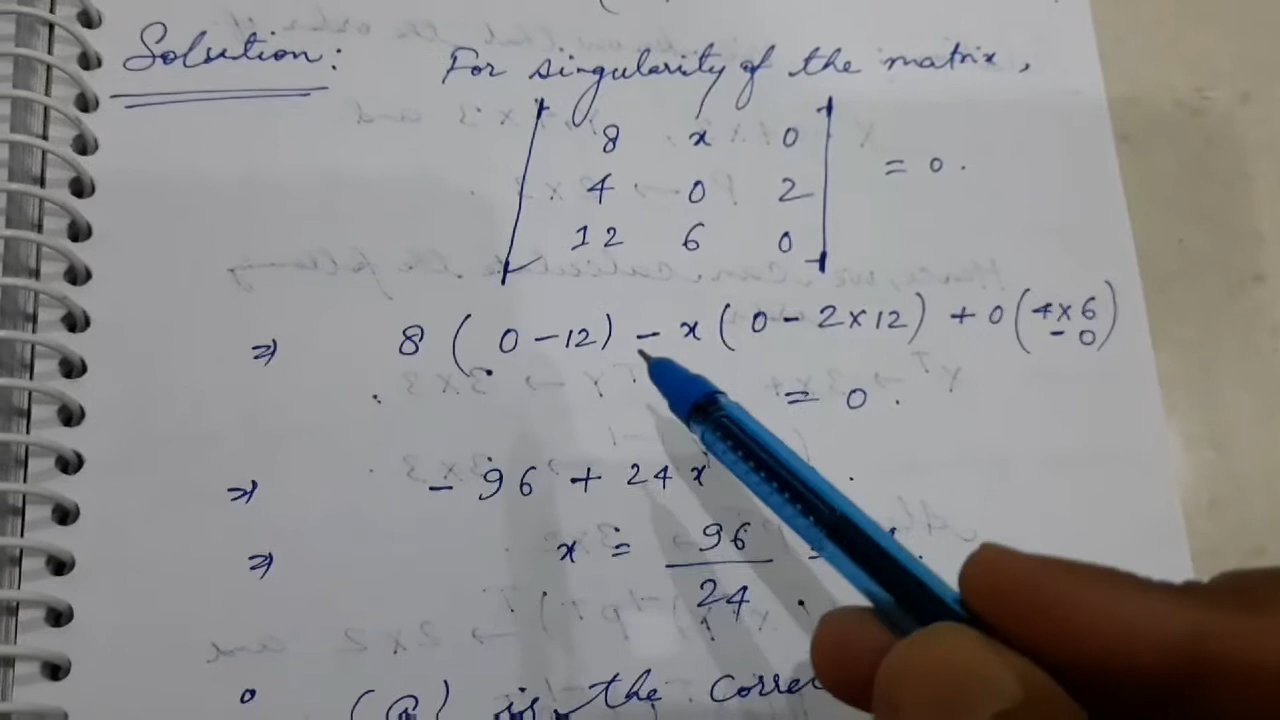 Solution: For singularity of the matrix,
8 x 0
4 0 2 = 0.
12 6 0
⇒ 8 ( 0 - 12) - x ( 0 - 2 x 12) + 0 (4 x 6 - 0)
= 0.
⇒ - 96 + 24 x
⇒ x = 96 / 24 =
(a) is the